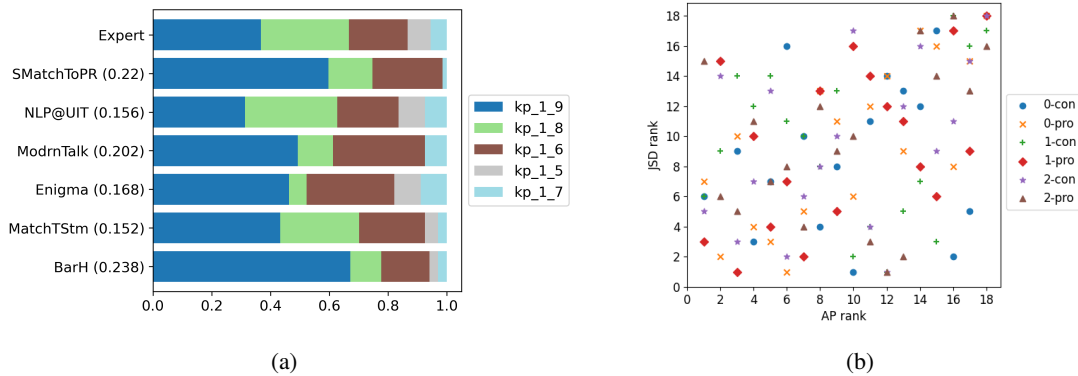 Expert
SMatchToPR (0.22)
NLP@UIT (0.156)
ModrnTalk (0.202)
Enigma (0.168)
MatchTStm (0.152)
BarH (0.238)
0.0 0.2 0.4 0.6 0.8 1.0
kp_1_9
kp_1_8
kp_1_6
kp_1_5
kp_1_7
(a)
JSD rank
18
16
14
12
10
8
6
4
2
0
0 2 4 6 8 10 12 14 16 18
AP rank
0-con
0-pro
1-con
1-pro
2-con
2-pro
(b)